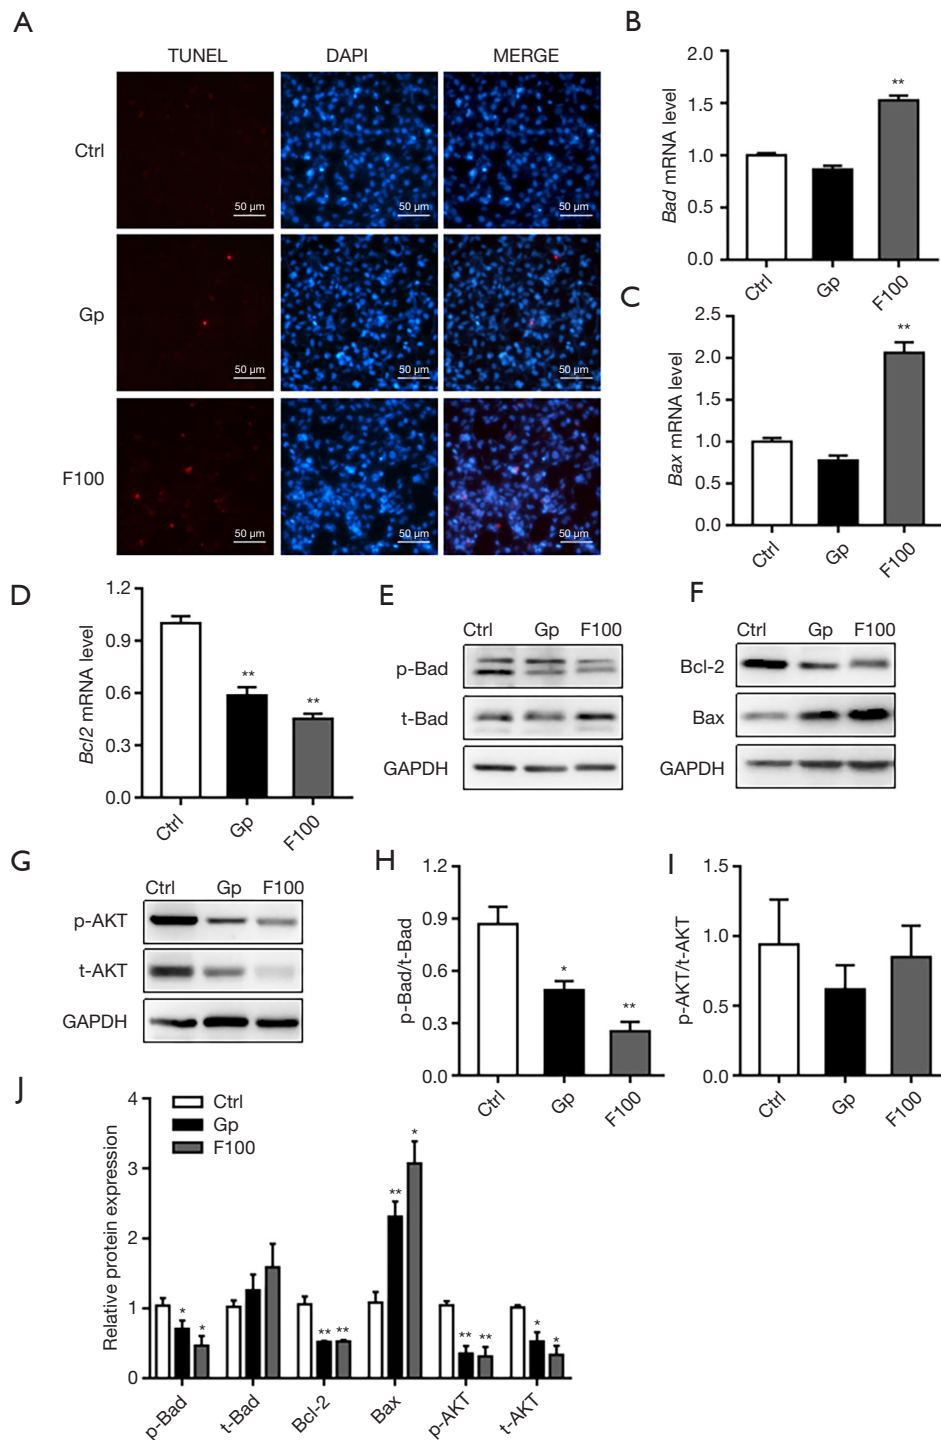 A
TUNEL DAPI MERGE
Ctrl
50 µm 50 µm 50 µm
Gp
50 µm 50 µm 50 µm
F100
50 µm 50 µm 50 µm
B
Bad mRNA level
2.0
1.5
1.0
0.5
0.0
**
Ctrl Gp F100
C
Bax mRNA level
2.5
2.0
1.5
1.0
0.5
0.0
**
Ctrl Gp F100
D
Bcl2 mRNA level
1.2
0.9
0.6
0.3
0.0
** **
Ctrl Gp F100
E
Ctrl Gp F100
p-Bad
t-Bad
GAPDH
F
Ctrl Gp F100
Bcl-2
Bax
GAPDH
G
Ctrl Gp F100
p-AKT
t-AKT
GAPDH
H
p-Bad/t-Bad
1.2
0.9
0.6
0.3
0.0
* **
Ctrl Gp F100
I
p-AKT/t-AKT
1.5
1.0
0.5
0.0
Ctrl Gp F100
J
Relative protein expression
4
3
2
1
0
Ctrl
Gp
F100
* * ** ** ** * ** ** * *
p-Bad t-Bad Bcl-2 Bax p-AKT t-AKT